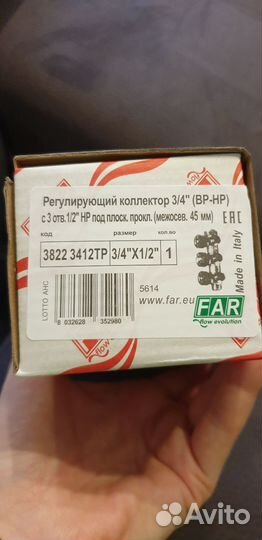 Регулирующий коллектор 3/4" (ВР-НР)
с 3 отв.1/2" НР под плоск. прокл. (межосев. 45 мм)
EAC
код размер кол.во
3822 3412TP 3/4"X1/2" 1
Made in Italy
LOTTO AHC
5614
www.far.eu
FAR
flow evolution
8 032628 352980
flow
Avito